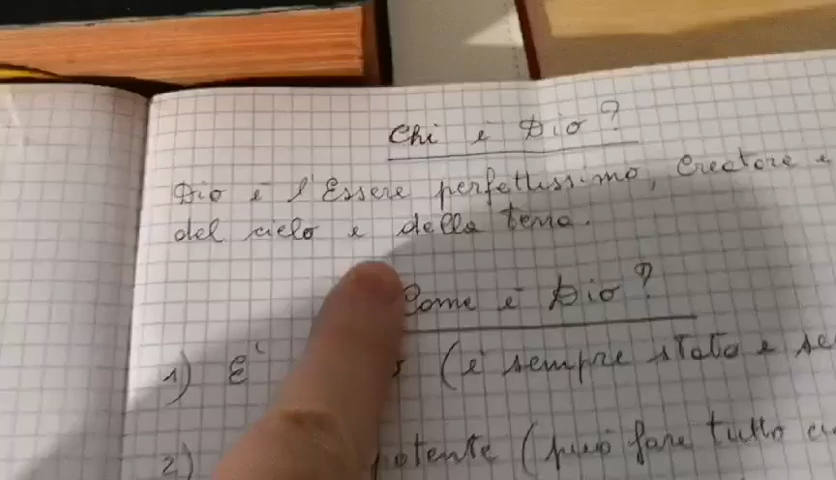 Chi è Dio?
Dio è l'Essere perfettissimo, Creatore e
del cielo e della terra.
Come è Dio?
1) E' (è sempre stato e
2) potente (può fare tutto